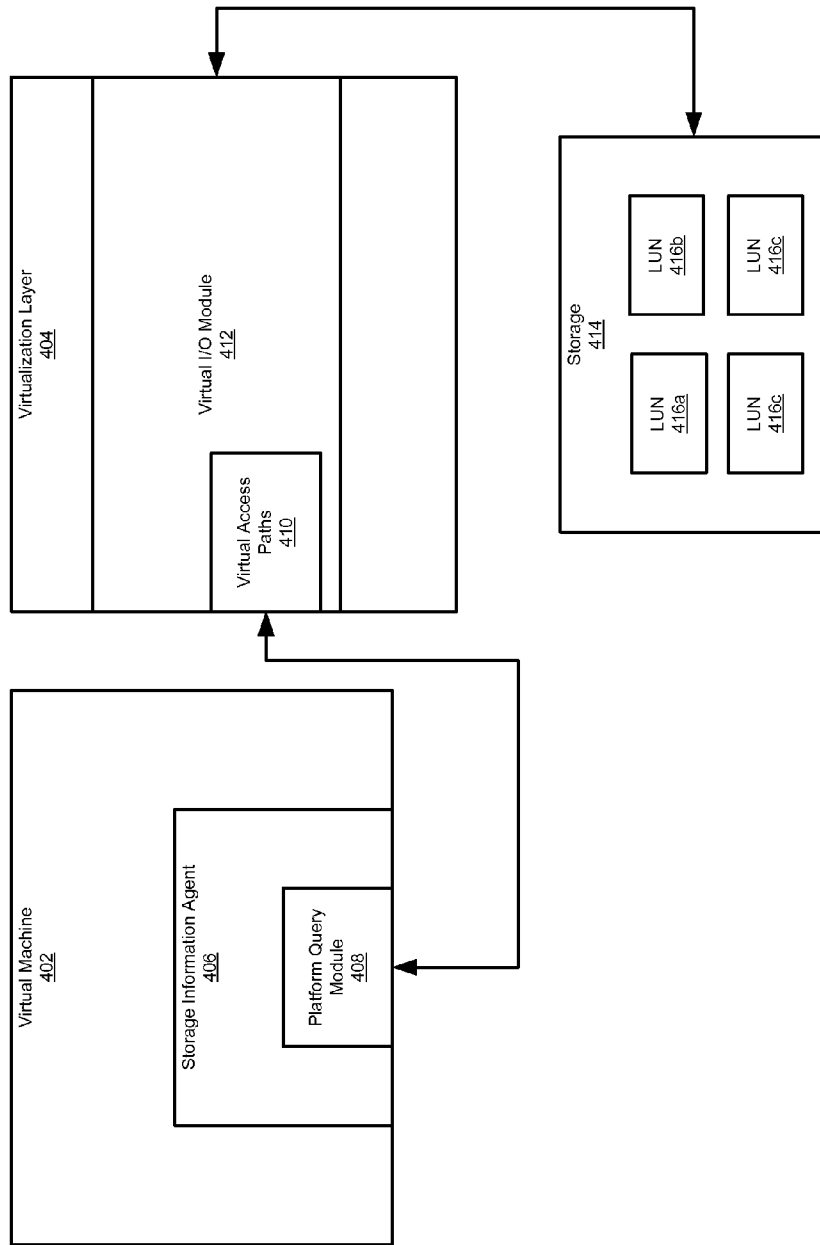 Virtual Machine
402
Storage Information Agent
406
Platform Query
Module
408
Virtualization Layer
404
Virtual I/O Module
412
Virtual Access
Paths
410
Storage
414
LUN
416a
LUN
416b
LUN
416c
LUN
416c